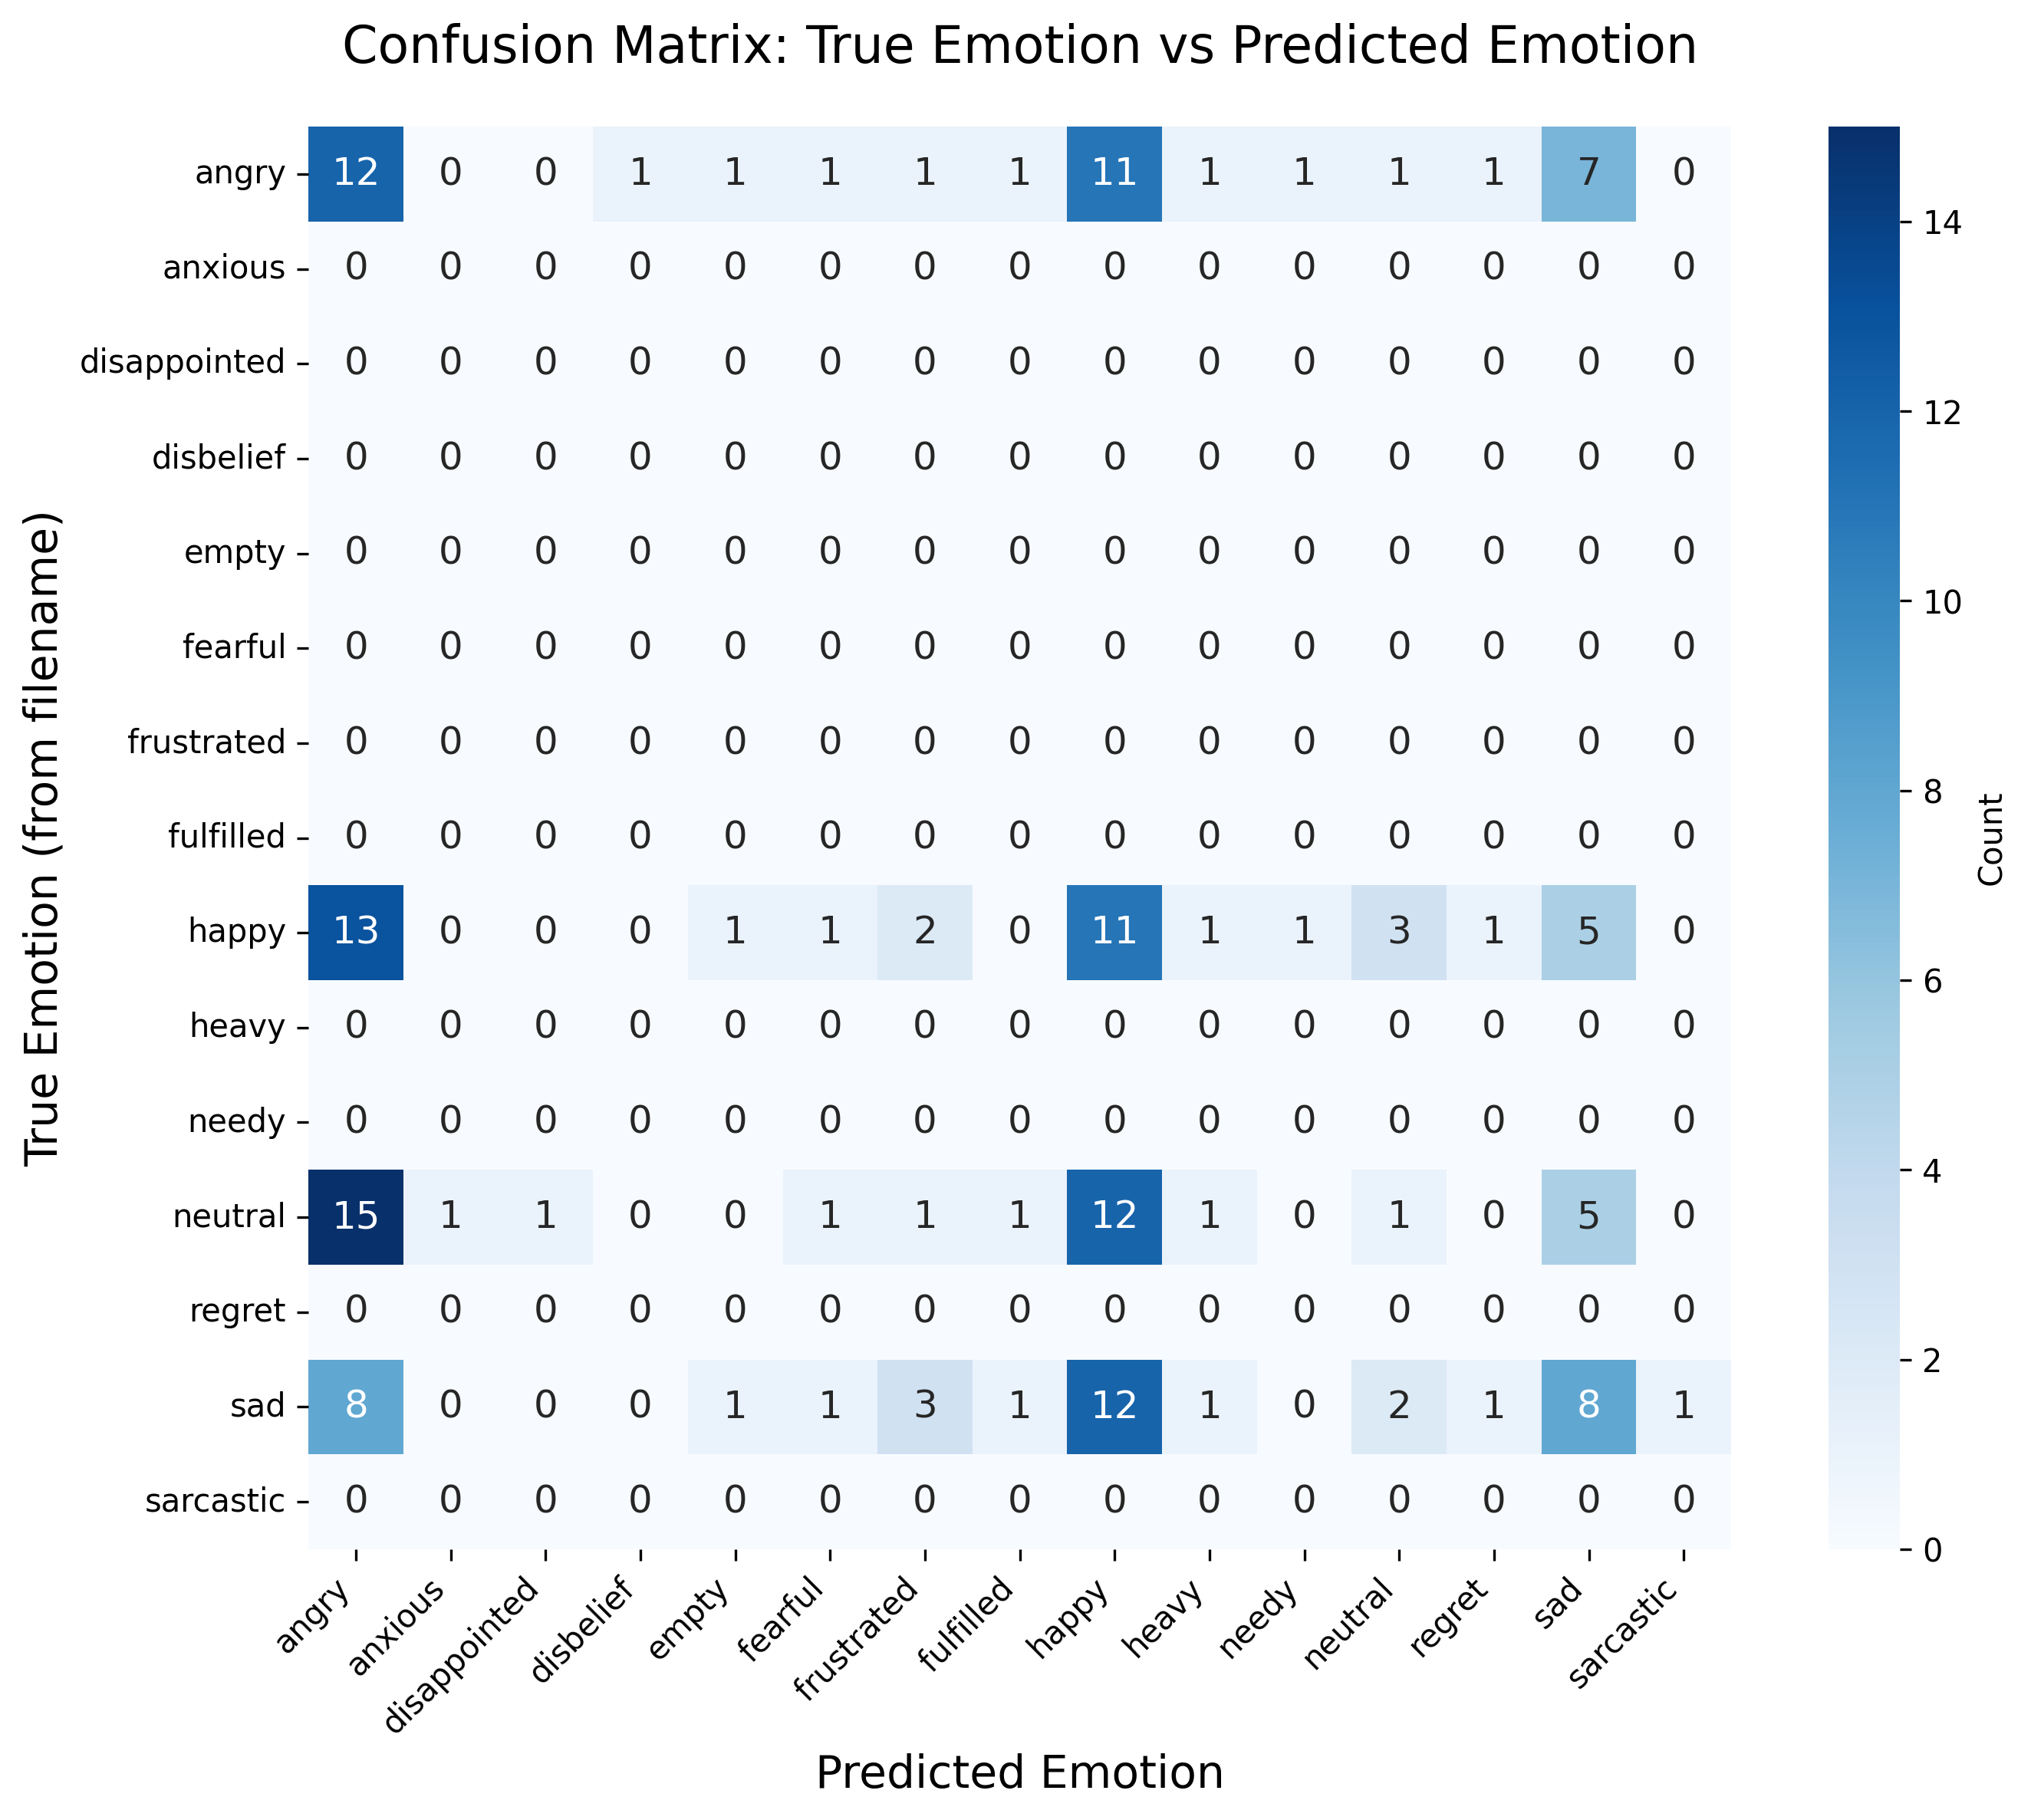 Confusion Matrix: True Emotion vs Predicted Emotion
True Emotion (from filename)
angry 12 0 0 1 1 1 1 1 11 1 1 1 1 7 0
anxious 0 0 0 0 0 0 0 0 0 0 0 0 0 0 0
disappointed 0 0 0 0 0 0 0 0 0 0 0 0 0 0 0
disbelief 0 0 0 0 0 0 0 0 0 0 0 0 0 0 0
empty 0 0 0 0 0 0 0 0 0 0 0 0 0 0 0
fearful 0 0 0 0 0 0 0 0 0 0 0 0 0 0 0
frustrated 0 0 0 0 0 0 0 0 0 0 0 0 0 0 0
fulfilled 0 0 0 0 0 0 0 0 0 0 0 0 0 0 0
happy 13 0 0 0 1 1 2 0 11 1 1 3 1 5 0
heavy 0 0 0 0 0 0 0 0 0 0 0 0 0 0 0
needy 0 0 0 0 0 0 0 0 0 0 0 0 0 0 0
neutral 15 1 1 0 0 1 1 1 12 1 0 1 0 5 0
regret 0 0 0 0 0 0 0 0 0 0 0 0 0 0 0
sad 8 0 0 0 1 1 3 1 12 1 0 2 1 8 1
sarcastic 0 0 0 0 0 0 0 0 0 0 0 0 0 0 0
angry anxious disappointed disbelief empty fearful frustrated fulfilled happy heavy needy neutral regret sad sarcastic
Predicted Emotion
14
12
10
8
6
4
2
0
Count